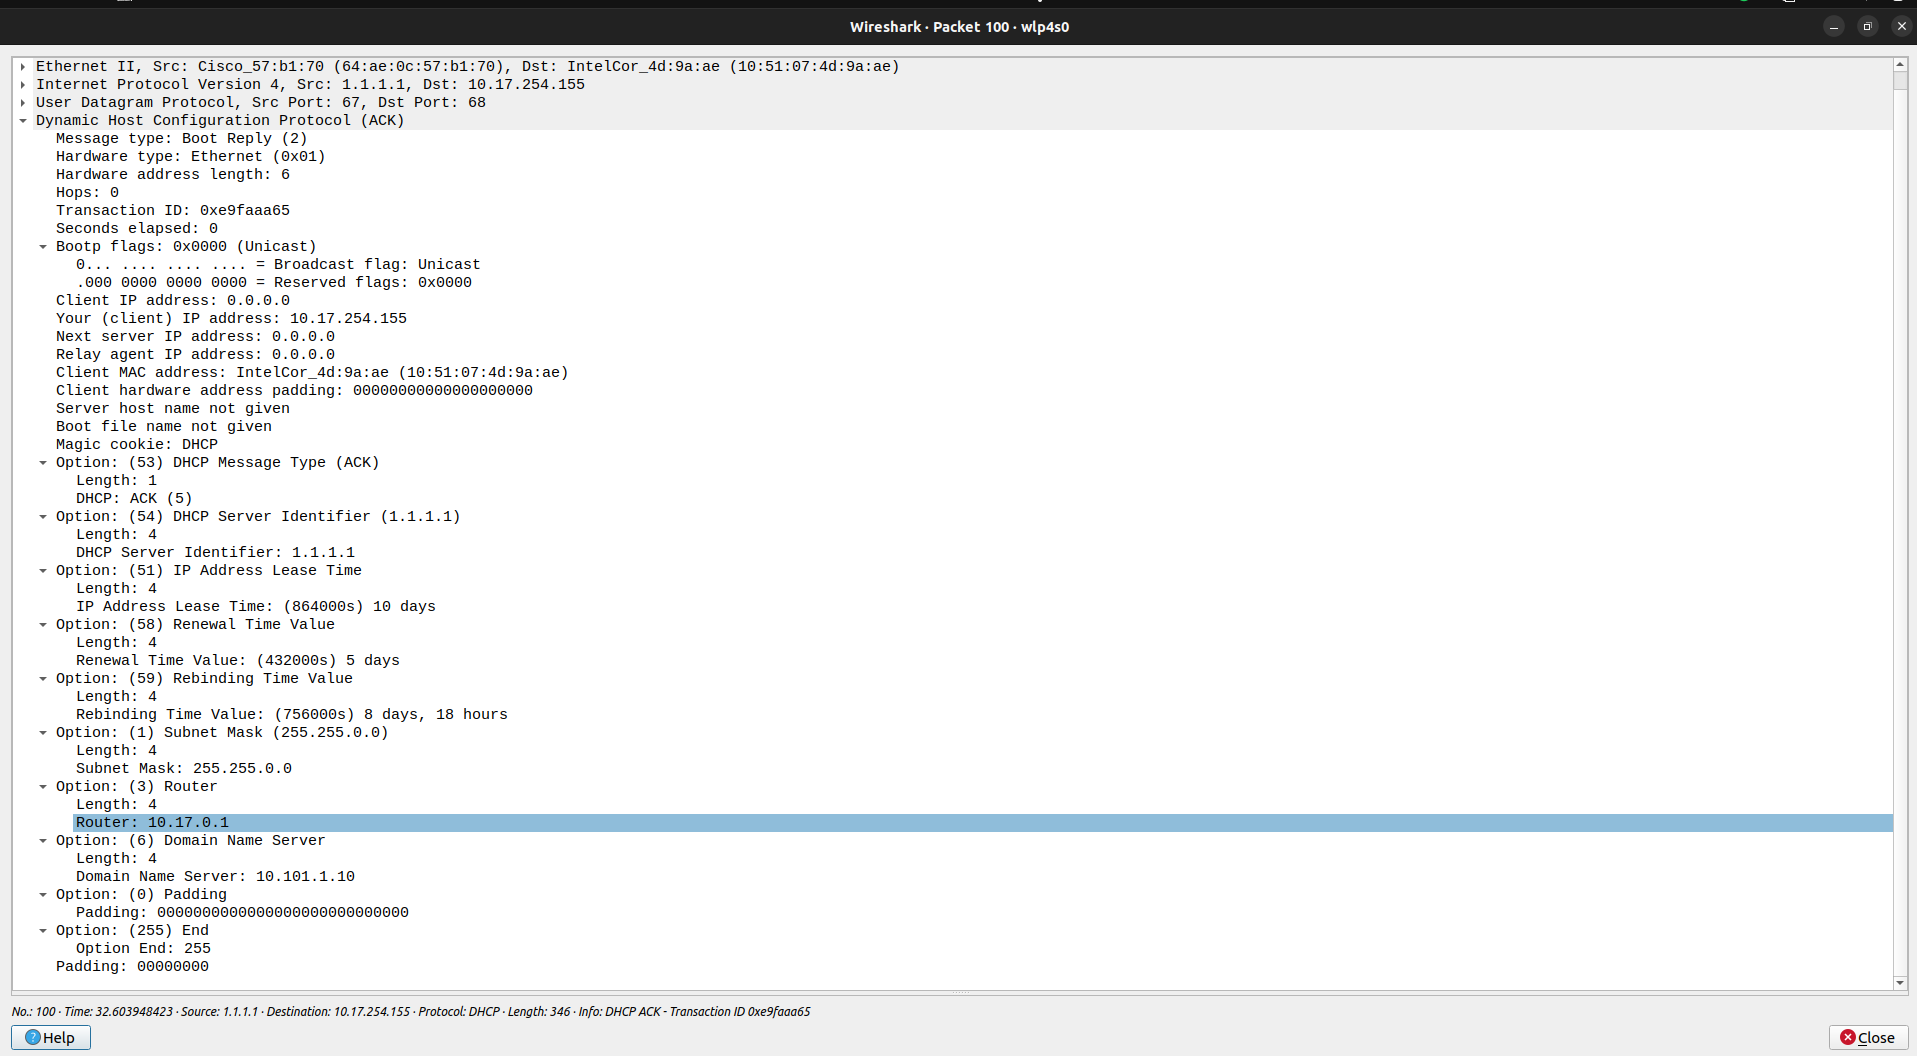 Wireshark · Packet 100 · wlp4s0
Ethernet II, Src: Cisco_57:b1:70 (64:ae:0c:57:b1:70), Dst: IntelCor_4d:9a:ae (10:51:07:4d:9a:ae)
Internet Protocol Version 4, Src: 1.1.1.1, Dst: 10.17.254.155
User Datagram Protocol, Src Port: 67, Dst Port: 68
Dynamic Host Configuration Protocol (ACK)
Message type: Boot Reply (2)
Hardware type: Ethernet (0x01)
Hardware address length: 6
Hops: 0
Transaction ID: 0xe9faaa65
Seconds elapsed: 0
Bootp flags: 0x0000 (Unicast)
0... .... .... .... = Broadcast flag: Unicast
.000 0000 0000 0000 = Reserved flags: 0x0000
Client IP address: 0.0.0.0
Your (client) IP address: 10.17.254.155
Next server IP address: 0.0.0.0
Relay agent IP address: 0.0.0.0
Client MAC address: IntelCor_4d:9a:ae (10:51:07:4d:9a:ae)
Client hardware address padding: 00000000000000000000
Server host name not given
Boot file name not given
Magic cookie: DHCP
Option: (53) DHCP Message Type (ACK)
Length: 1
DHCP: ACK (5)
Option: (54) DHCP Server Identifier (1.1.1.1)
Length: 4
DHCP Server Identifier: 1.1.1.1
Option: (51) IP Address Lease Time
Length: 4
IP Address Lease Time: (864000s) 10 days
Option: (58) Renewal Time Value
Length: 4
Renewal Time Value: (432000s) 5 days
Option: (59) Rebinding Time Value
Length: 4
Rebinding Time Value: (756000s) 8 days, 18 hours
Option: (1) Subnet Mask (255.255.0.0)
Length: 4
Subnet Mask: 255.255.0.0
Option: (3) Router
Length: 4
Router: 10.17.0.1
Option: (6) Domain Name Server
Length: 4
Domain Name Server: 10.101.1.10
Option: (0) Padding
Padding: 0000000000000000000000000000
Option: (255) End
Option End: 255
Padding: 00000000
No.: 100 · Time: 32.603948423 · Source: 1.1.1.1 · Destination: 10.17.254.155 · Protocol: DHCP · Length: 346 · Info: DHCP ACK - Transaction ID 0xe9faaa65
Help
Close